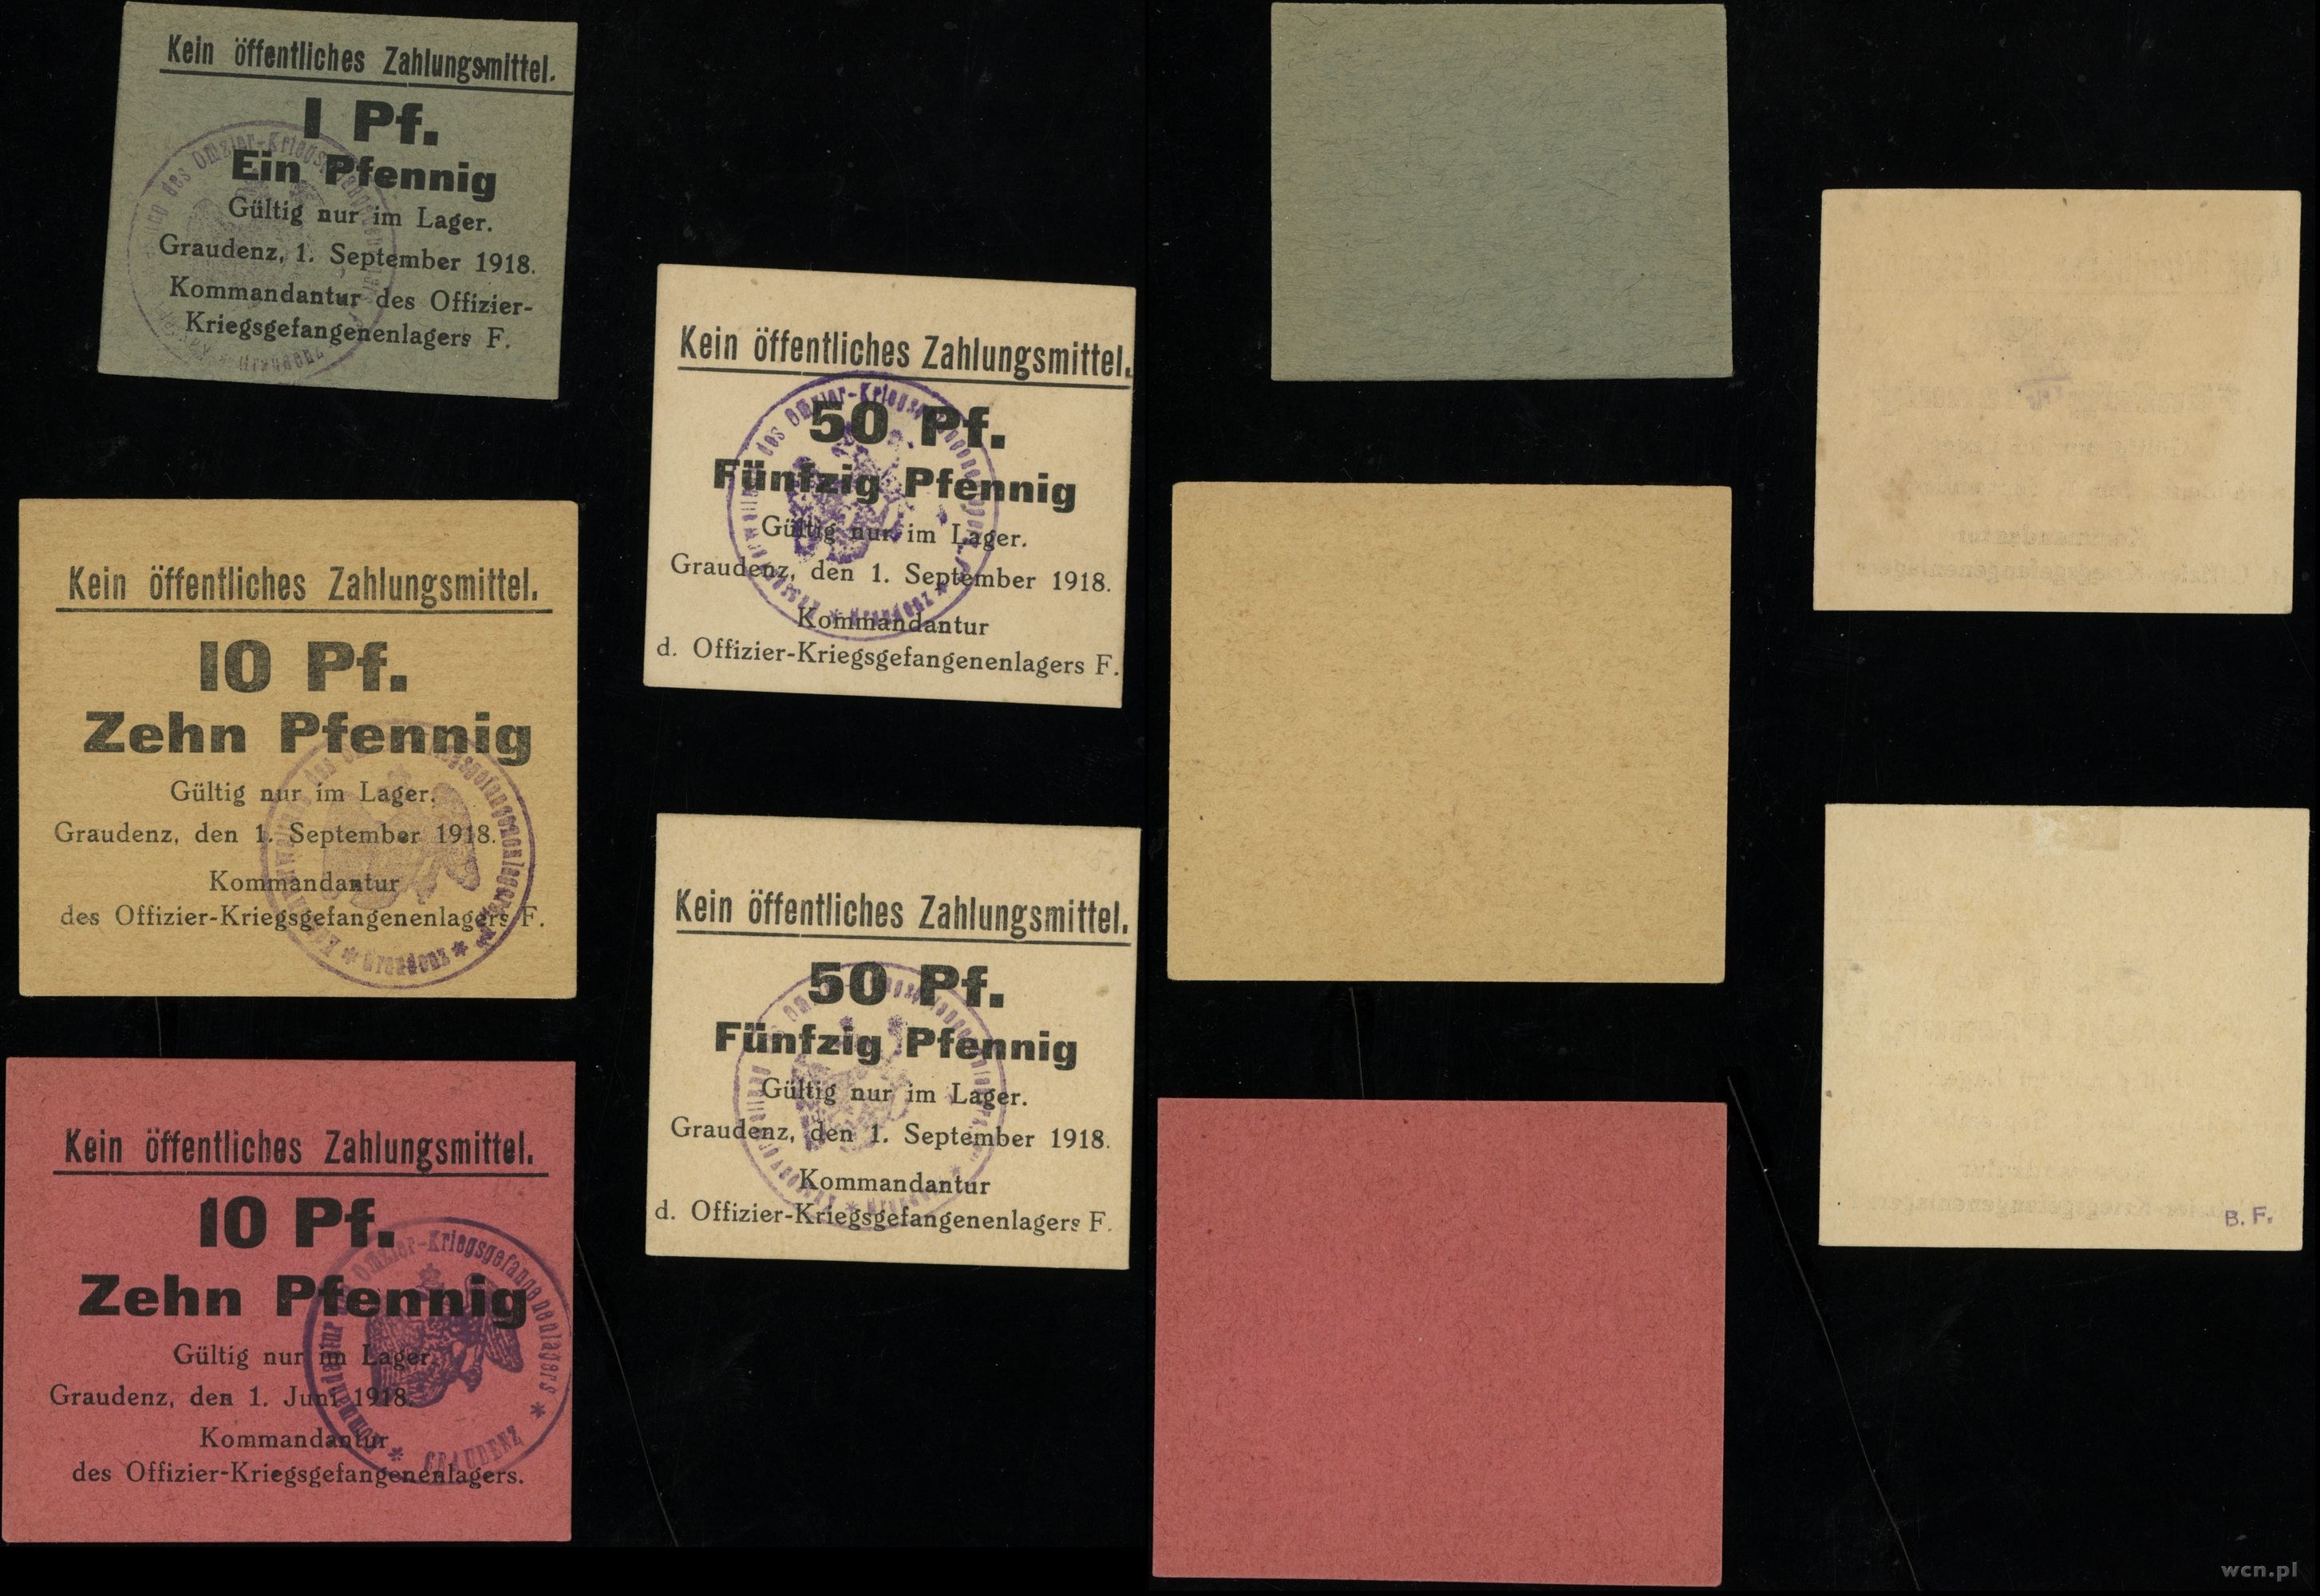 Kein öffentliches Zahlungsmittel.
1 Pf.
Ein Pfennig
Gültig nur im Lager.
Graudenz, 1. September 1918.
Kommandantur des Offizier-
Kriegsgefangenenlagers F.
Kein öffentliches Zahlungsmittel.
10 Pf.
Zehn Pfennig
Gültig nur im Lager.
Graudenz, den 1. September 1918.
Kommandantur
des Offizier-Kriegsgefangenenlagers F.
Kein öffentliches Zahlungsmittel.
10 Pf.
Zehn Pfennig
Gültig nur im Lager.
Graudenz, den 1. Juni 1918.
Kommandantur
des Offizier-Kriegsgefangenenlagers.
Kommandantur des Offizier-Kriegsgefangenenlagers
* GRAUDENZ *
Kein öffentliches Zahlungsmittel.
50 Pf.
Fünfzig Pfennig
Gültig nur im Lager.
Graudenz, den 1. September 1918.
Kommandantur
d. Offizier-Kriegsgefangenenlagers F.
Kein öffentliches Zahlungsmittel.
50 Pf.
Fünfzig Pfennig
Gültig nur im Lager.
Graudenz, den 1. September 1918.
Kommandantur
d. Offizier-Kriegsgefangenenlagers F.
B. F.
wcn.pl